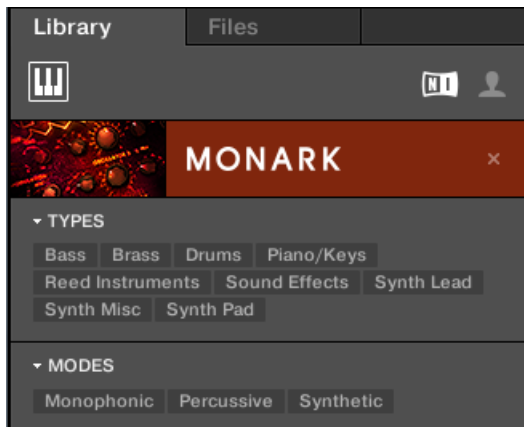 Library Files
NI
MONARK ×
TYPES
Bass Brass Drums Piano/Keys
Reed Instruments Sound Effects Synth Lead
Synth Misc Synth Pad
MODES
Monophonic Percussive Synthetic